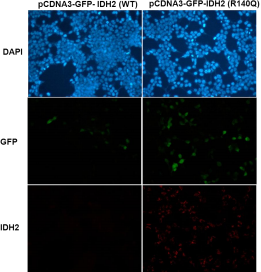 pCDNA3-GFP- IDH2 (WT)
pCDNA3-GFP-IDH2 (R140Q)
DAPI
GFP
IDH2